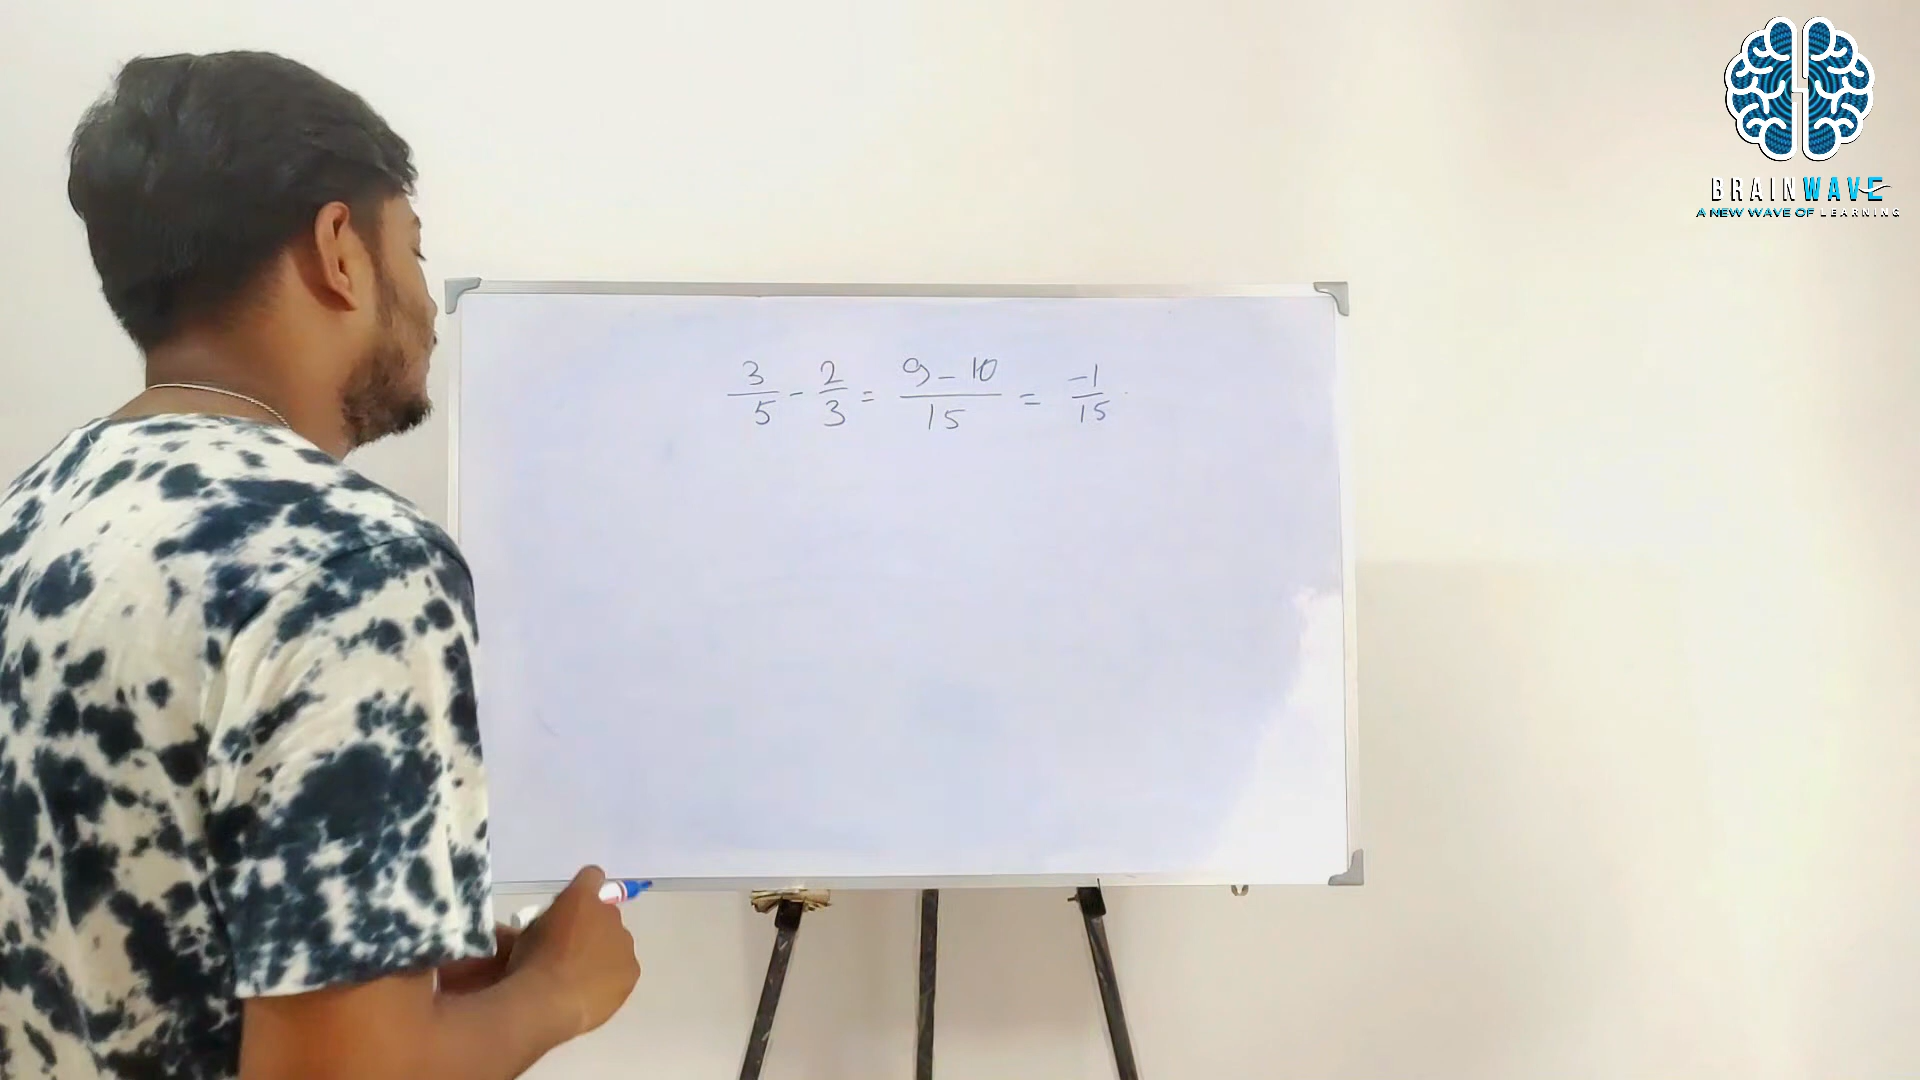 3/5 - 2/3 = 9-10/15 = -1/15
BRAINWAVE
A NEW WAVE OF LEARNING